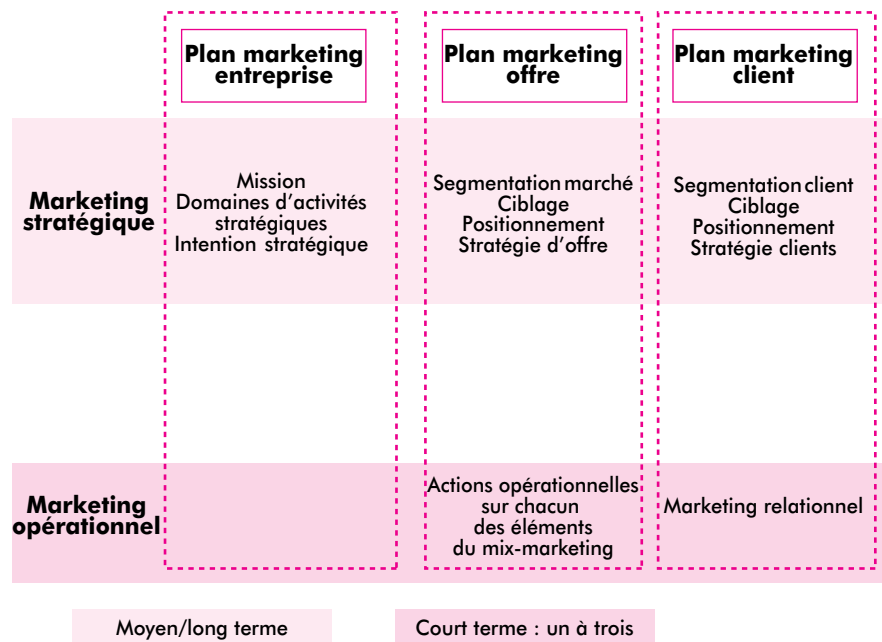 Plan marketing
entreprise
Plan marketing
offre
Plan marketing
client
Marketing
stratégique
Mission
Domaines d'activités
stratégiques
Intention stratégique
Segmentation marché
Ciblage
Positionnement
Stratégie d'offre
Segmentation client
Ciblage
Positionnement
Stratégie clients
Marketing
opérationnel
Actions opérationnelles
sur chacun
des éléments
du mix-marketing
Marketing relationnel
Moyen/long terme
Court terme : un à trois